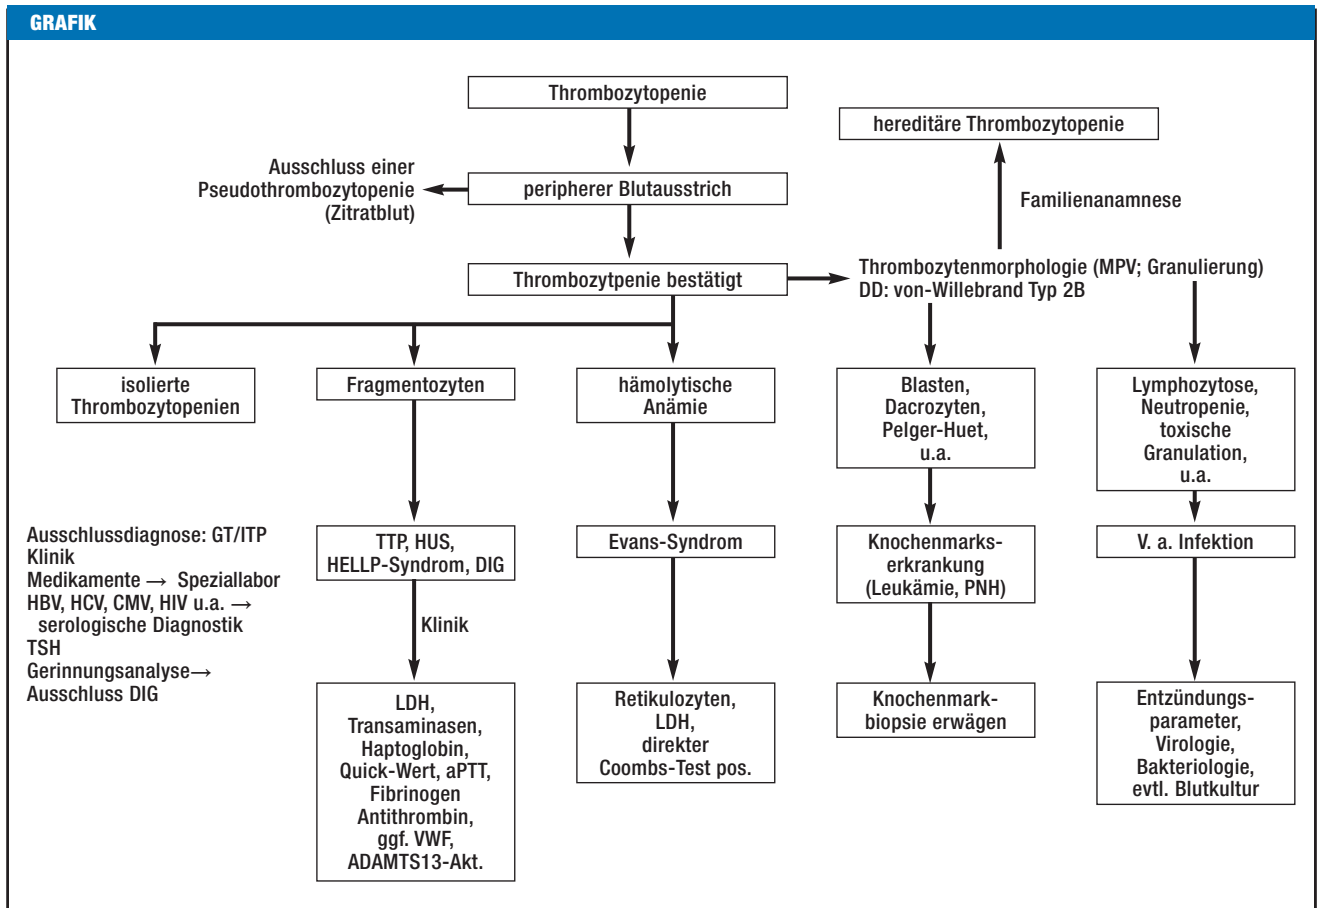 GRAFIK
Thrombozytopenie
hereditäre Thrombozytopenie
Ausschluss einer
Pseudothrombozytopenie
(Zitratblut)
peripherer Blutausstrich
Familienanamnese
Thrombozytpenie bestätigt
Thrombozytenmorphologie (MPV; Granulierung)
DD: von-Willebrand Typ 2B
isolierte
Thrombozytopenien
Fragmentozyten
hämolytische
Anämie
Blasten,
Dacrozyten,
Pelger-Huet,
u.a.
Lymphozytose,
Neutropenie,
toxische
Granulation,
u.a.
Ausschlussdiagnose: GT/ITP
Klinik
Medikamente → Speziallabor
HBV, HCV, CMV, HIV u.a. →
serologische Diagnostik
TSH
Gerinnungsanalyse→
Ausschluss DIG
TTP, HUS,
HELLP-Syndrom, DIG
Evans-Syndrom
Knochenmarks-
erkrankung
(Leukämie, PNH)
V. a. Infektion
Klinik
LDH,
Transaminasen,
Haptoglobin,
Quick-Wert, aPTT,
Fibrinogen
Antithrombin,
ggf. VWF,
ADAMTS13-Akt.
Retikulozyten,
LDH,
direkter
Coombs-Test pos.
Knochenmark-
biopsie erwägen
Entzündungs-
parameter,
Virologie,
Bakteriologie,
evtl. Blutkultur